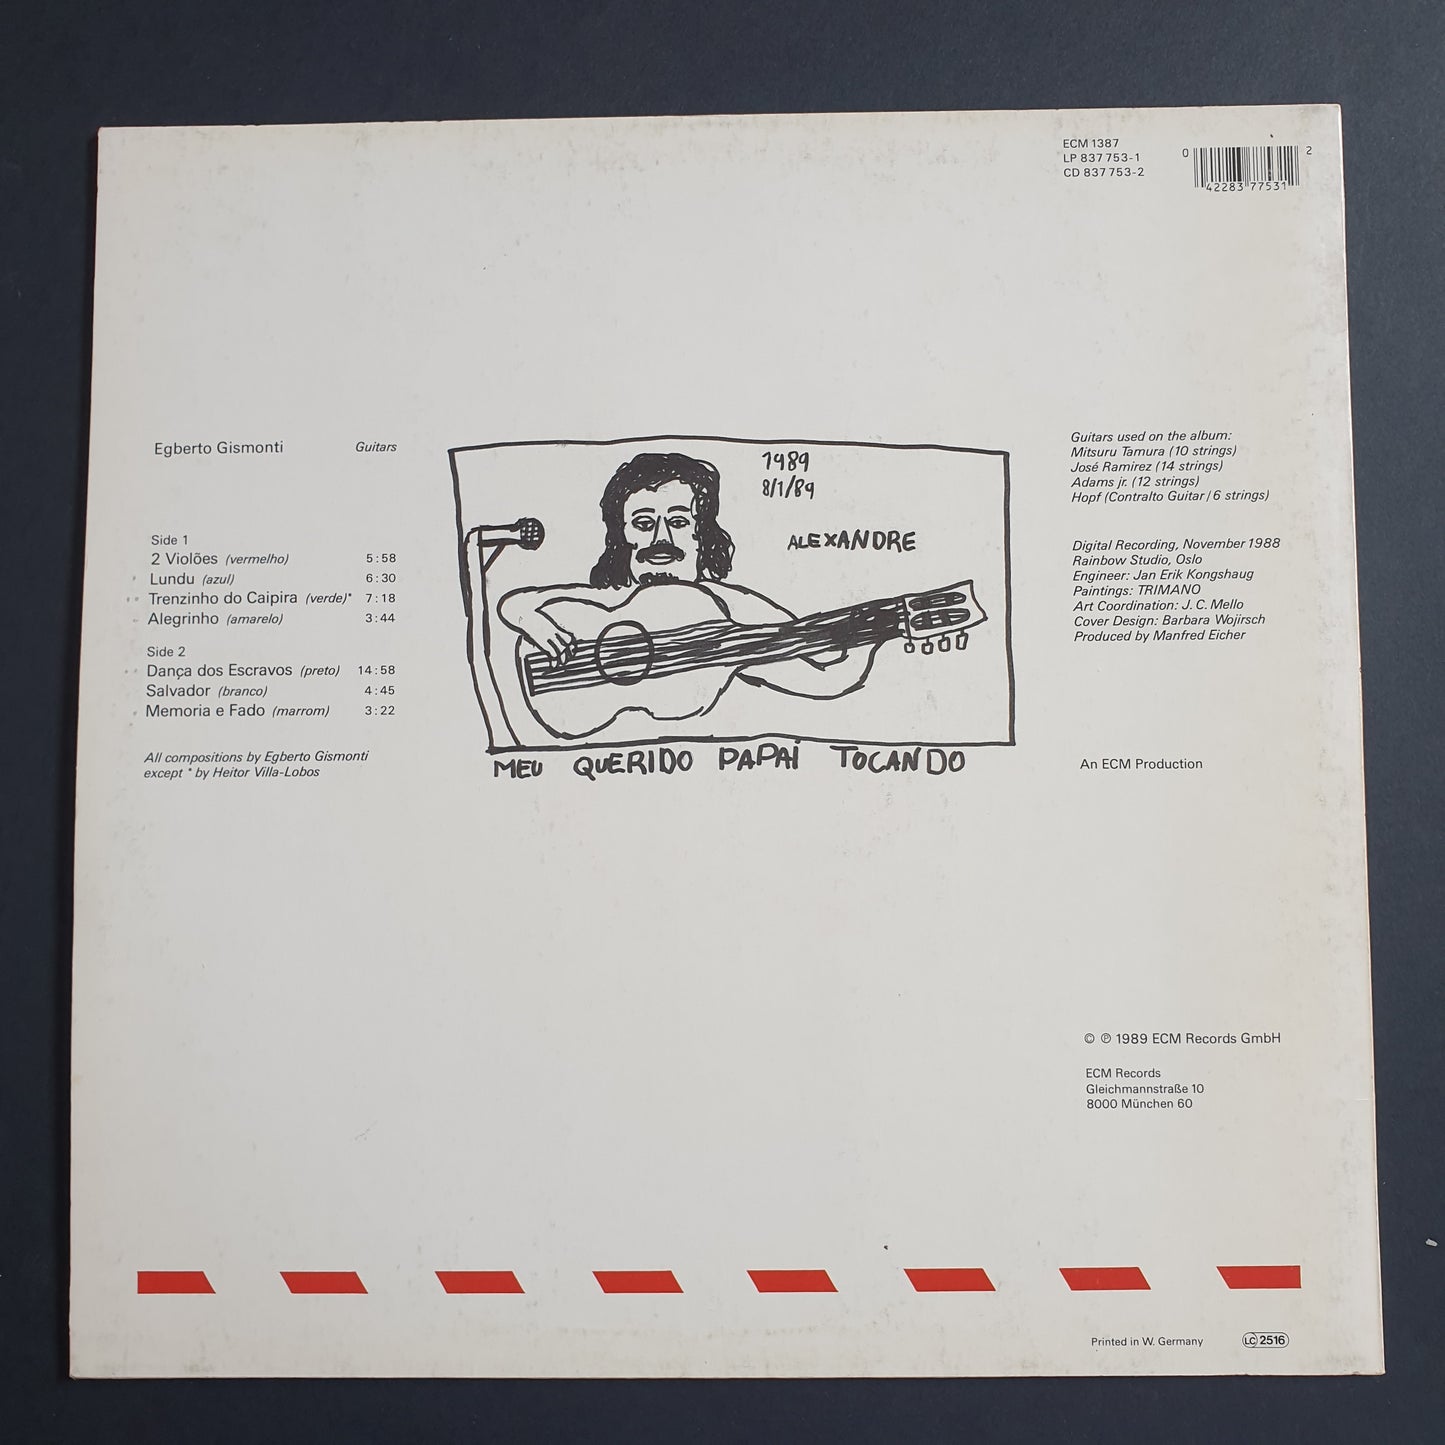 ECM 1387
LP 837 753-1
CD 837 753-2
0 42283 77531 2
Egberto Gismonti Guitars
Side 1
2 Violões (vermelho) 5:58
Lundu (azul) 6:30
Trenzinho do Caipira (verde)* 7:18
Alegrinho (amarelo) 3:44
Side 2
Dança dos Escravos (preto) 14:58
Salvador (branco) 4:45
Memoria e Fado (marrom) 3:22
All compositions by Egberto Gismonti
except * by Heitor Villa-Lobos
1989
8/1/89
ALEXANDRE
MEU QUERIDO PAPAI TOCANDO
Guitars used on the album:
Mitsuru Tamura (10 strings)
José Ramirez (14 strings)
Adams jr. (12 strings)
Hopf (Contralto Guitar / 6 strings)
Digital Recording, November 1988
Rainbow Studio, Oslo
Engineer: Jan Erik Kongshaug
Paintings: TRIMANO
Art Coordination: J. C. Mello
Cover Design: Barbara Wojirsch
Produced by Manfred Eicher
An ECM Production
© ℗ 1989 ECM Records GmbH
ECM Records
Gleichmannstraße 10
8000 München 60
Printed in W. Germany
LC 2516